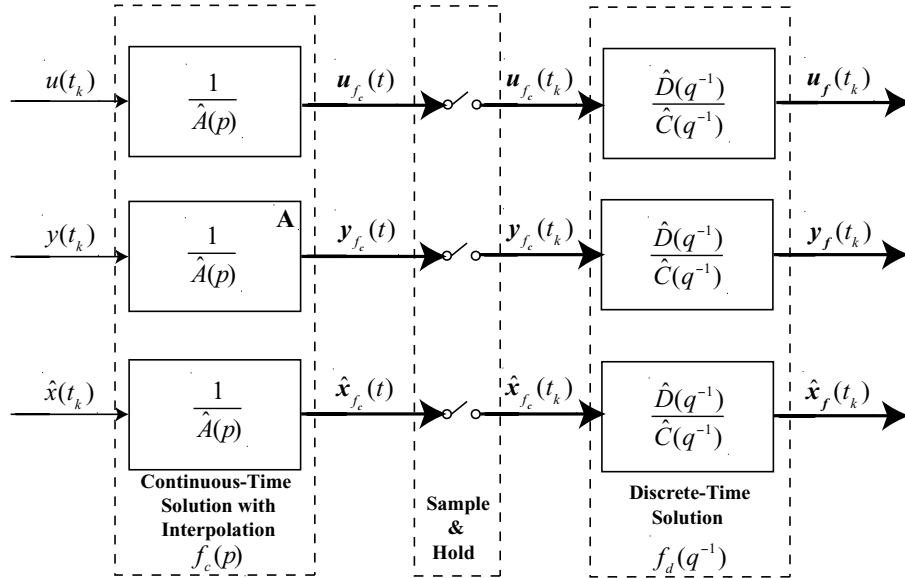 u(t_k) 1/Â(p) u_{f_c}(t) u_{f_c}(t_k) D̂(q^{-1})/Ĉ(q^{-1}) u_f(t_k)
y(t_k) 1/Â(p) A y_{f_c}(t) y_{f_c}(t_k) D̂(q^{-1})/Ĉ(q^{-1}) y_f(t_k)
x̂(t_k) 1/Â(p) x̂_{f_c}(t) x̂_{f_c}(t_k) D̂(q^{-1})/Ĉ(q^{-1}) x̂_f(t_k)
Continuous-Time
Solution with
Interpolation
f_c(p)
Sample
&
Hold
Discrete-Time
Solution
f_d(q^{-1})